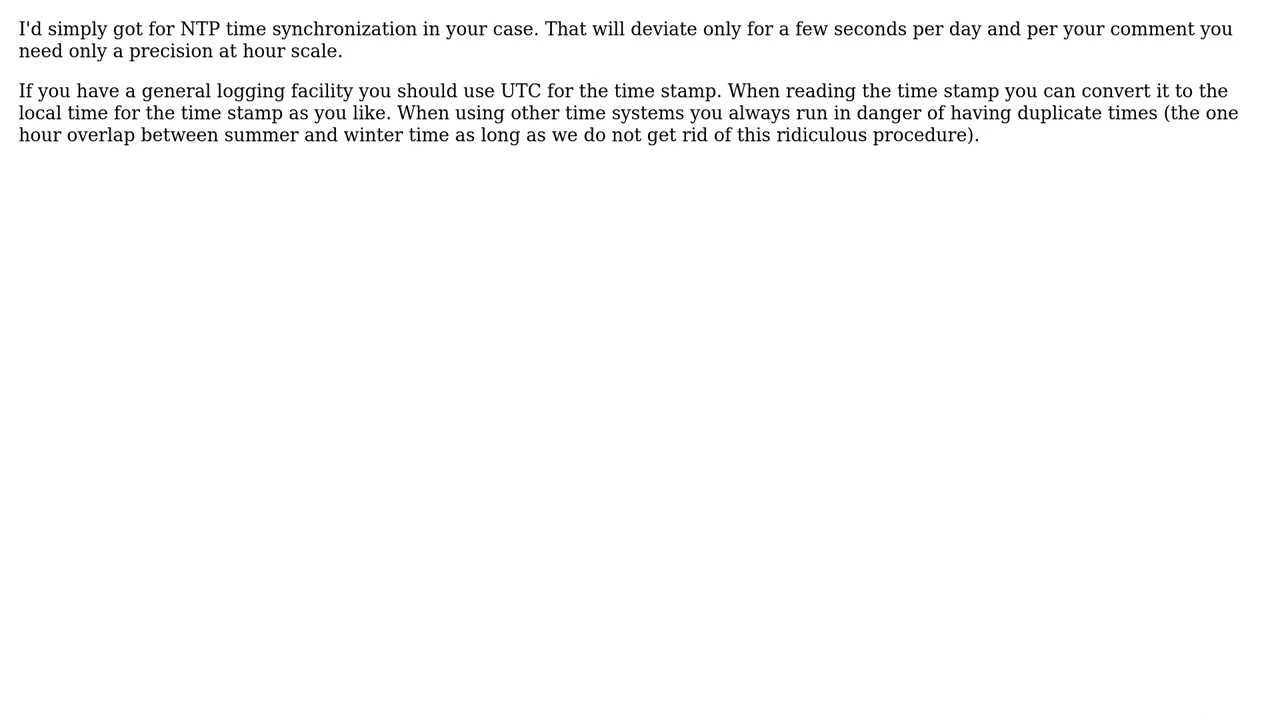 I'd simply got for NTP time synchronization in your case. That will deviate only for a few seconds per day and per your comment you
need only a precision at hour scale.
If you have a general logging facility you should use UTC for the time stamp. When reading the time stamp you can convert it to the
local time for the time stamp as you like. When using other time systems you always run in danger of having duplicate times (the one
hour overlap between summer and winter time as long as we do not get rid of this ridiculous procedure).